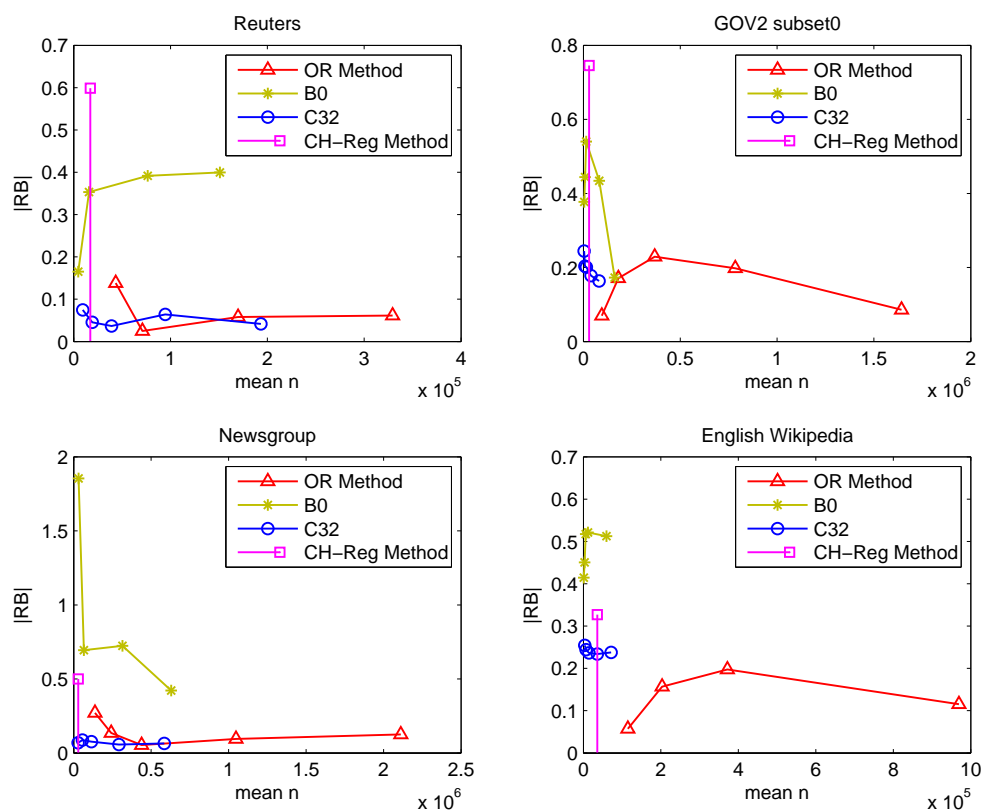 Reuters
0.7
0.6
0.5
0.4
0.3
0.2
0.1
0
|RB|
OR Method
B0
C32
CH−Reg Method
0
1
2
3
4
mean n
x 10^5
GOV2 subset0
0.8
0.6
0.4
0.2
0
|RB|
OR Method
B0
C32
CH−Reg Method
0
0.5
1
1.5
2
mean n
x 10^6
Newsgroup
2
1.5
1
0.5
0
|RB|
OR Method
B0
C32
CH−Reg Method
0
0.5
1
1.5
2
2.5
mean n
x 10^6
English Wikipedia
0.7
0.6
0.5
0.4
0.3
0.2
0.1
0
|RB|
OR Method
B0
C32
CH−Reg Method
0
2
4
6
8
10
mean n
x 10^5